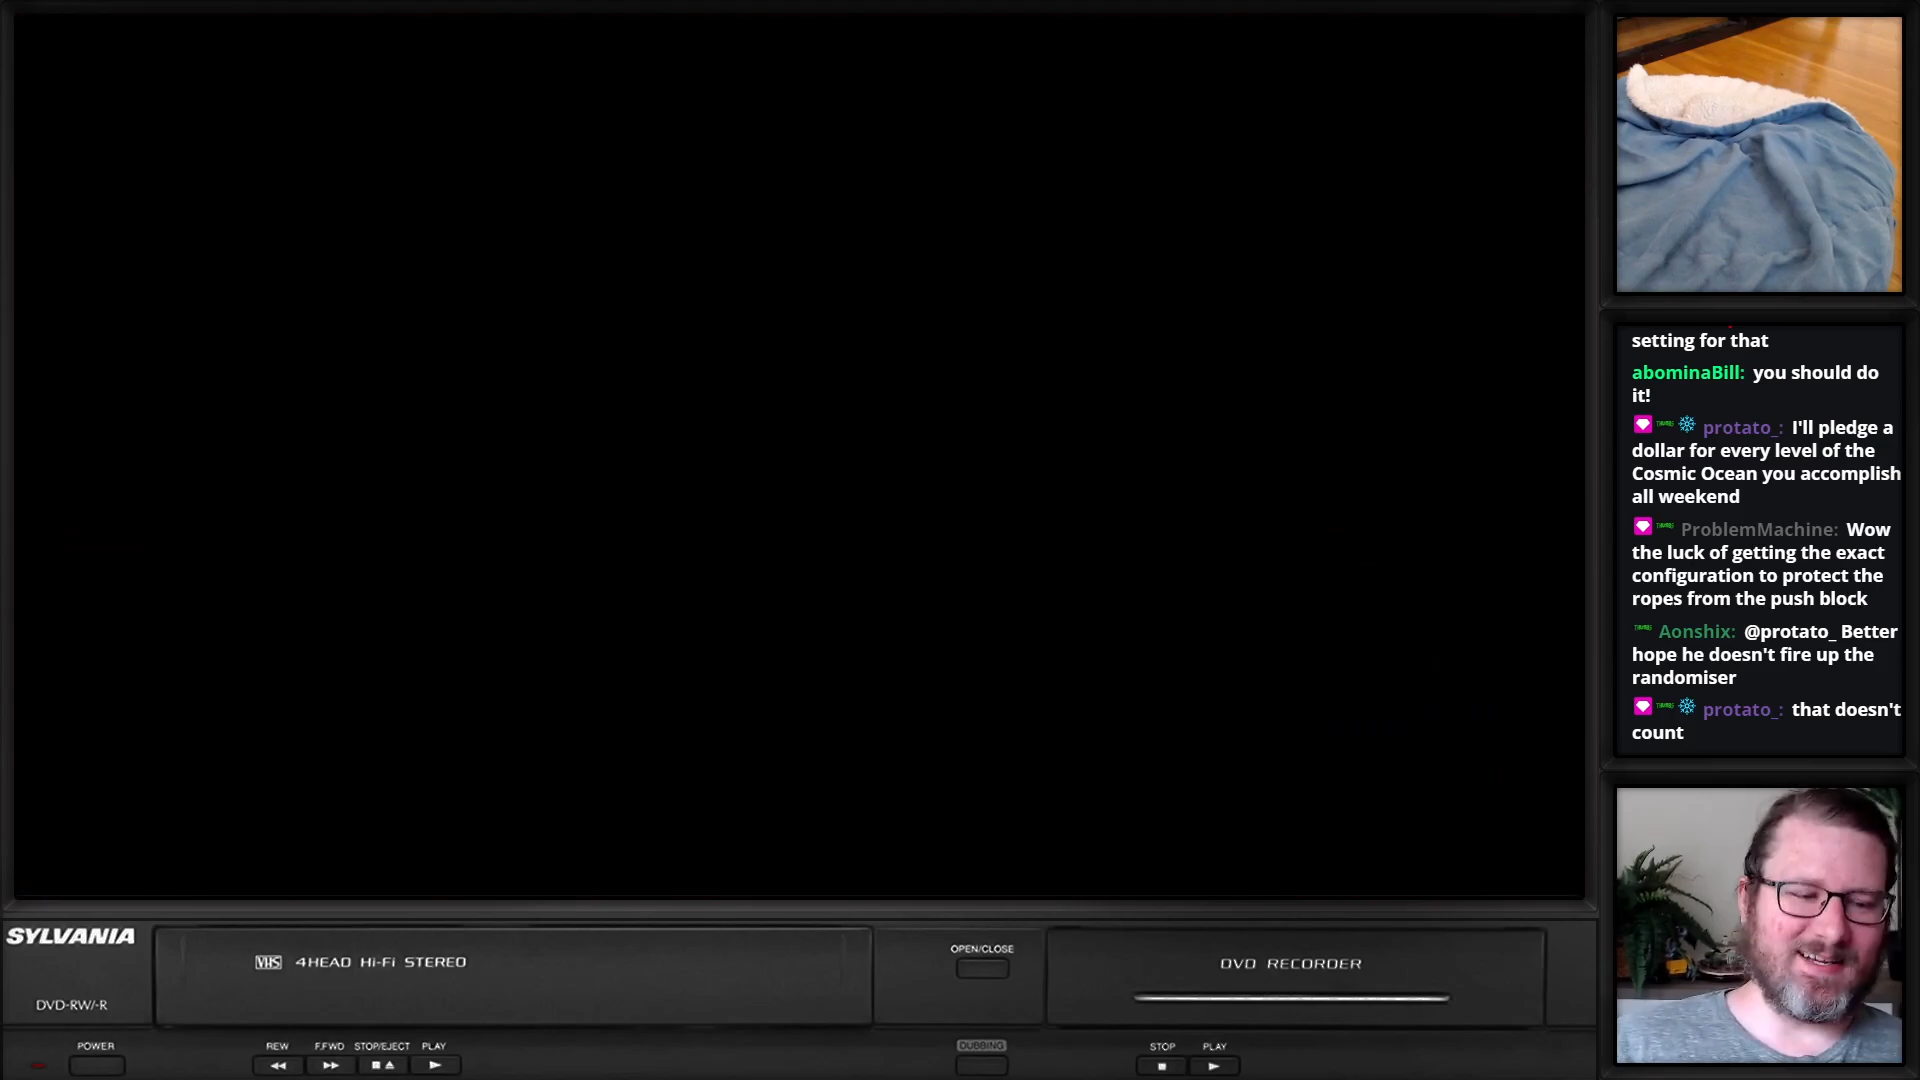 setting for that
abominaBill: you should do
it!
protato_: I'll pledge a
dollar for every level of the
Cosmic Ocean you accomplish
all weekend
ProblemMachine: Wow
the luck of getting the exact
configuration to protect the
ropes from the push block
Aonshix: @protato_ Better
hope he doesn't fire up the
randomiser
protato_: that doesn't
count
SYLVANIA
DVD-RW/-R
VHS 4HEAD Hi-Fi STEREO
OPEN/CLOSE
DVD RECORDER
POWER
REW F.FWD STOP/EJECT PLAY
DUBBING
STOP PLAY